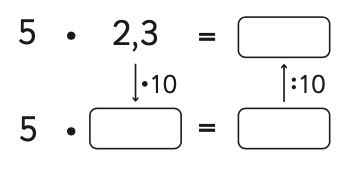 5 • 2,3 =
•10 :10
5 • =